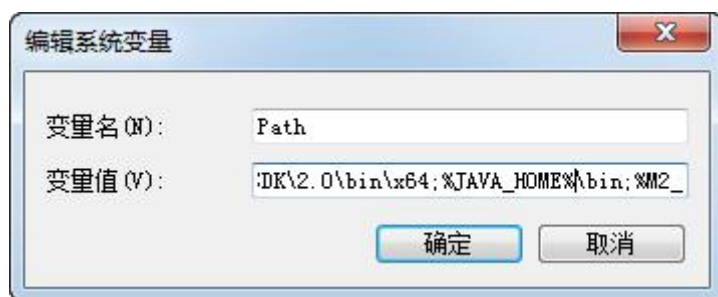 编辑系统变量
变量名(N):
Path
变量值(V):
DK\2.0\bin\x64;%JAVA_HOME%\bin;%M2_
确定
取消